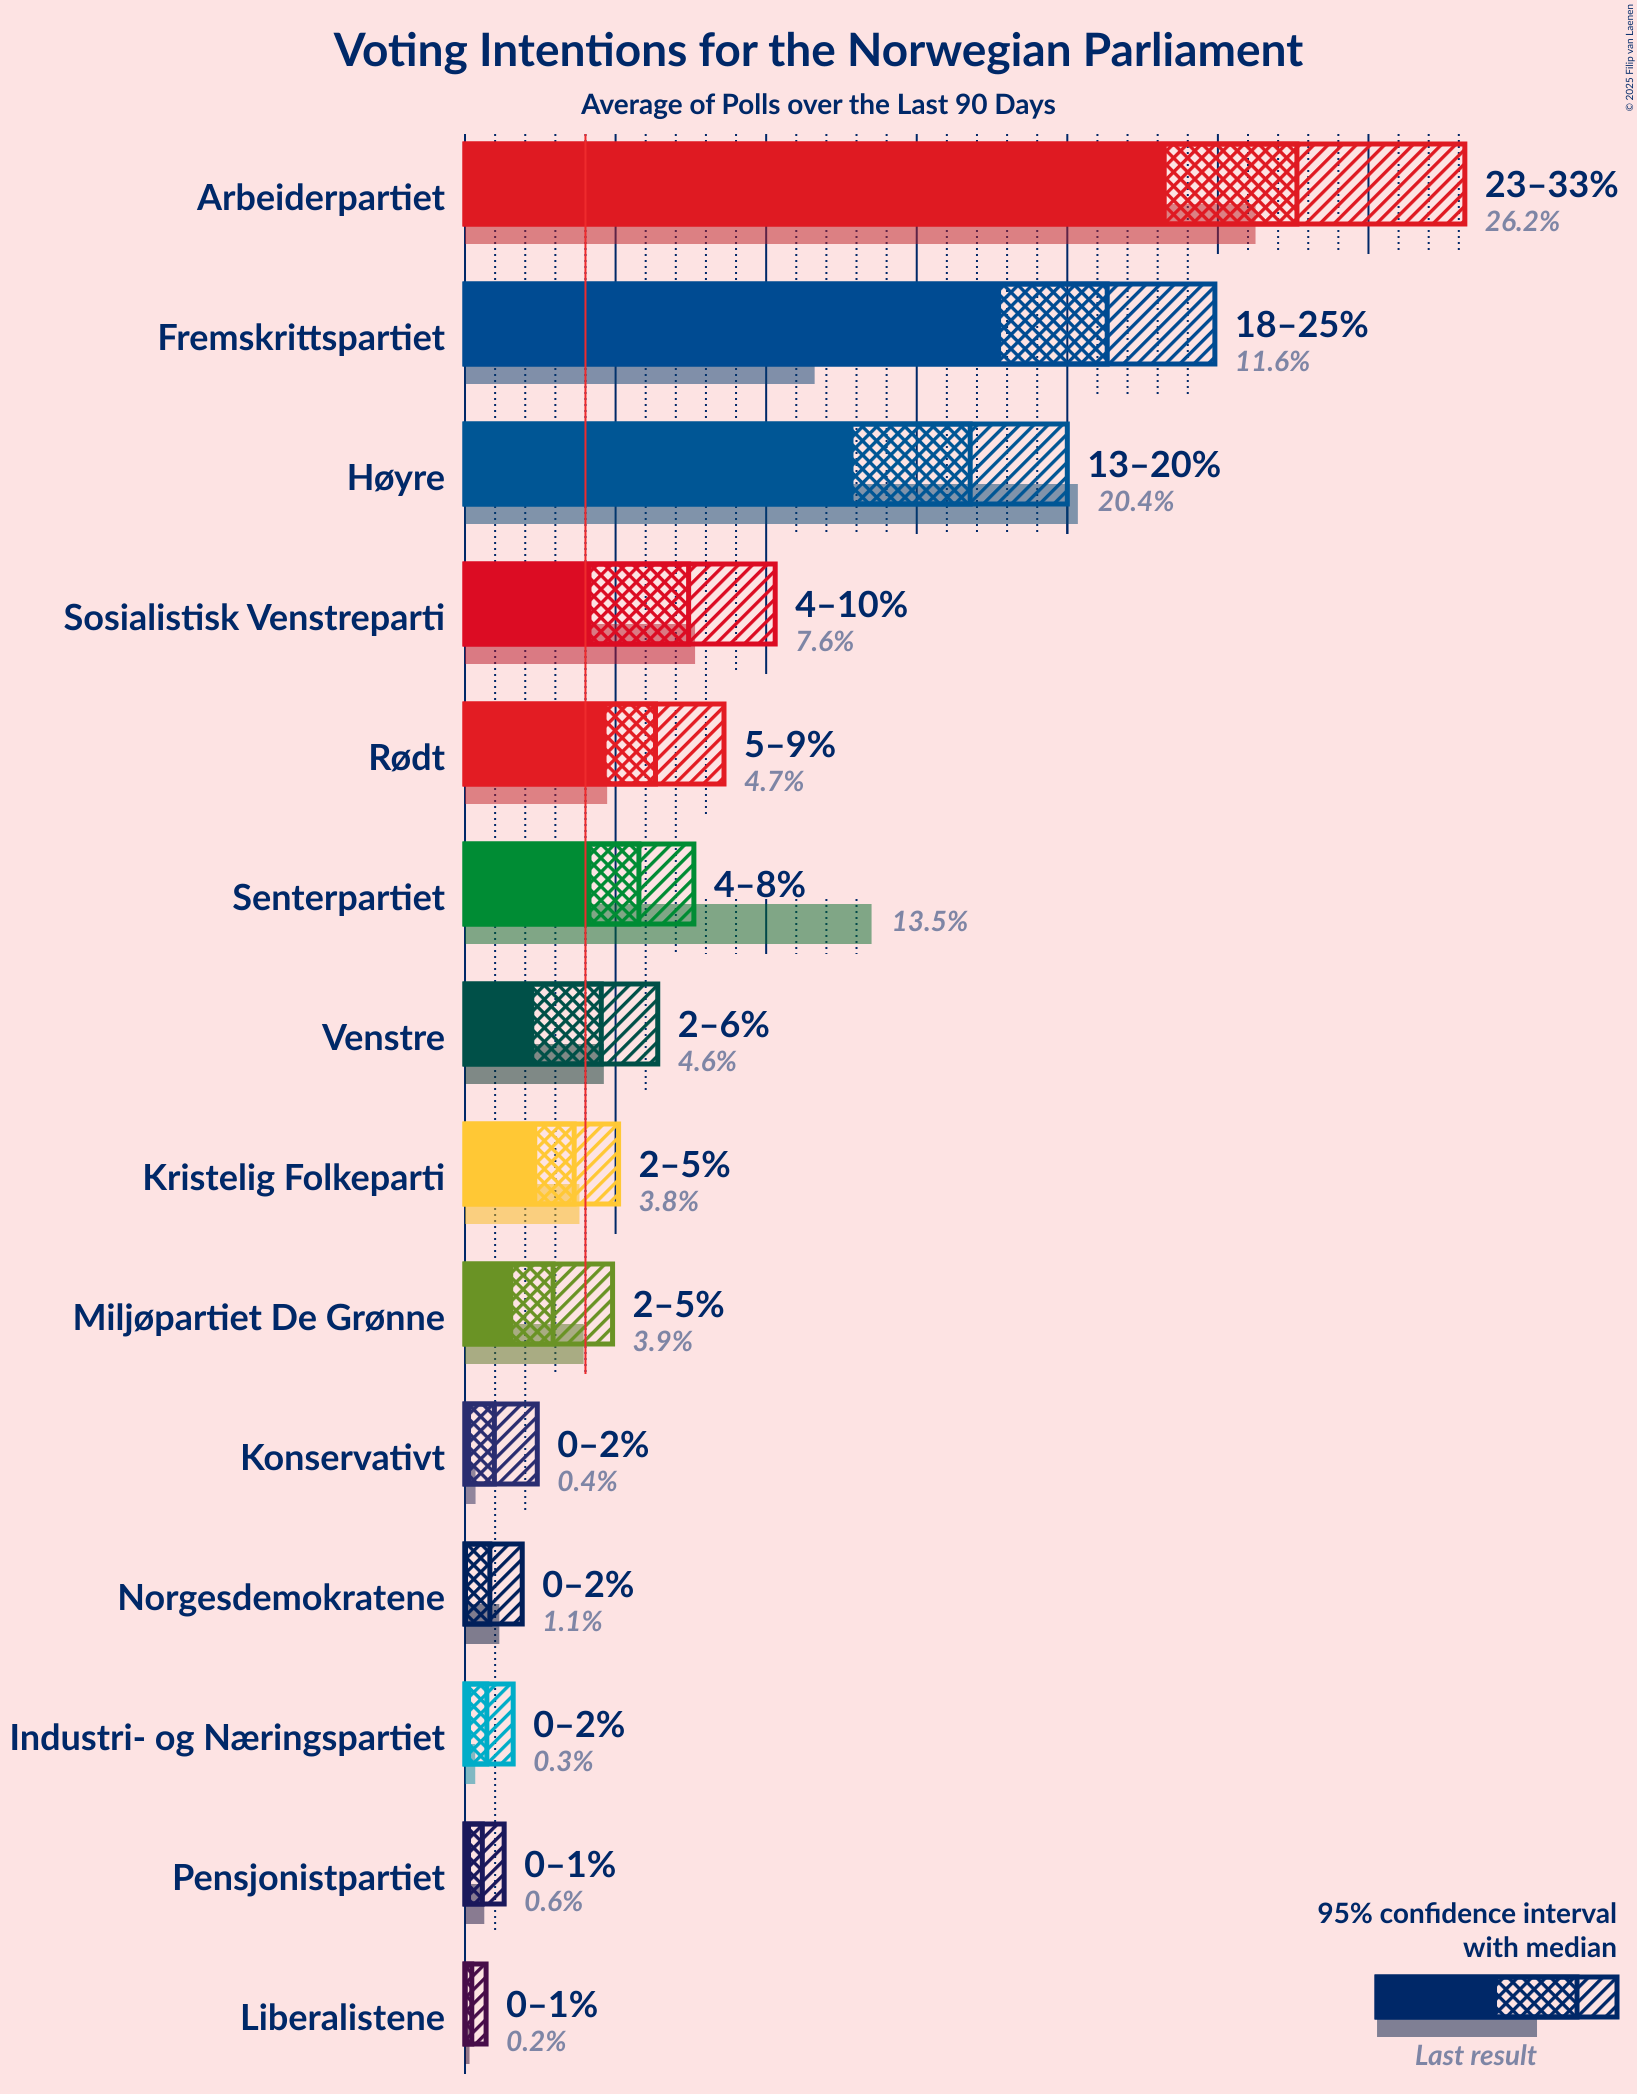 © 2025 Filip van Laenen
Voting Intentions for the Norwegian Parliament
Average of Polls over the Last 90 Days
Arbeiderpartiet
23–33%
26.2%
Fremskrittspartiet
18–25%
11.6%
Høyre
13–20%
20.4%
Sosialistisk Venstreparti
4–10%
7.6%
Rødt
5–9%
4.7%
Senterpartiet
4–8%
13.5%
Venstre
2–6%
4.6%
Kristelig Folkeparti
2–5%
3.8%
Miljøpartiet De Grønne
2–5%
3.9%
Konservativt
0–2%
0.4%
Norgesdemokratene
0–2%
1.1%
Industri- og Næringspartiet
0–2%
0.3%
Pensjonistpartiet
0–1%
0.6%
Liberalistene
0–1%
0.2%
95% confidence interval
with median
Last result